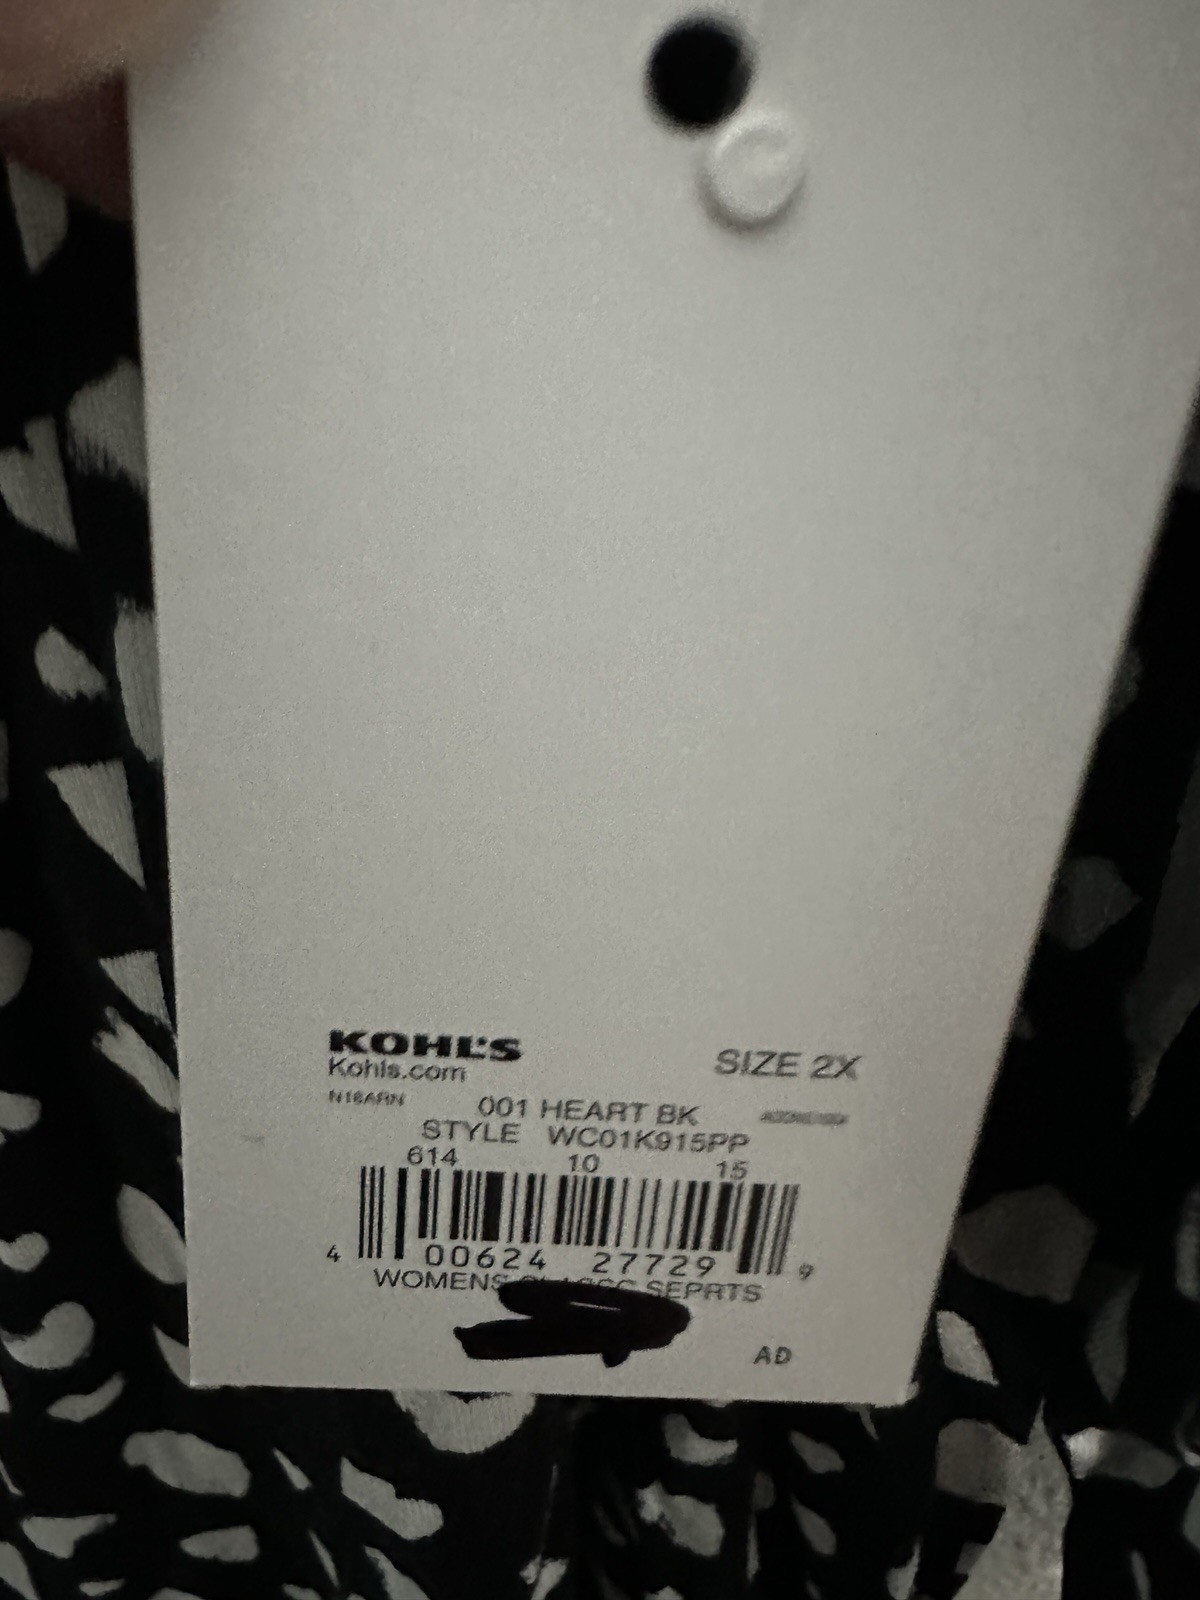 KOHL'S
Kohls.com
SIZE 2X
N16ARN
001 HEART BK
STYLE WC01K915PP
614 10 15
4 00624 27729 9
WOMENS SEPRTS
AD